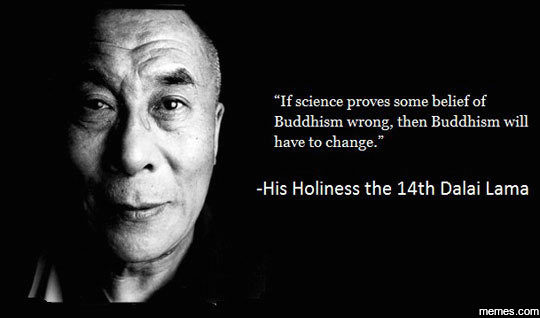 “If science proves some belief of
Buddhism wrong, then Buddhism will
have to change.”
-His Holiness the 14th Dalai Lama
memes.com